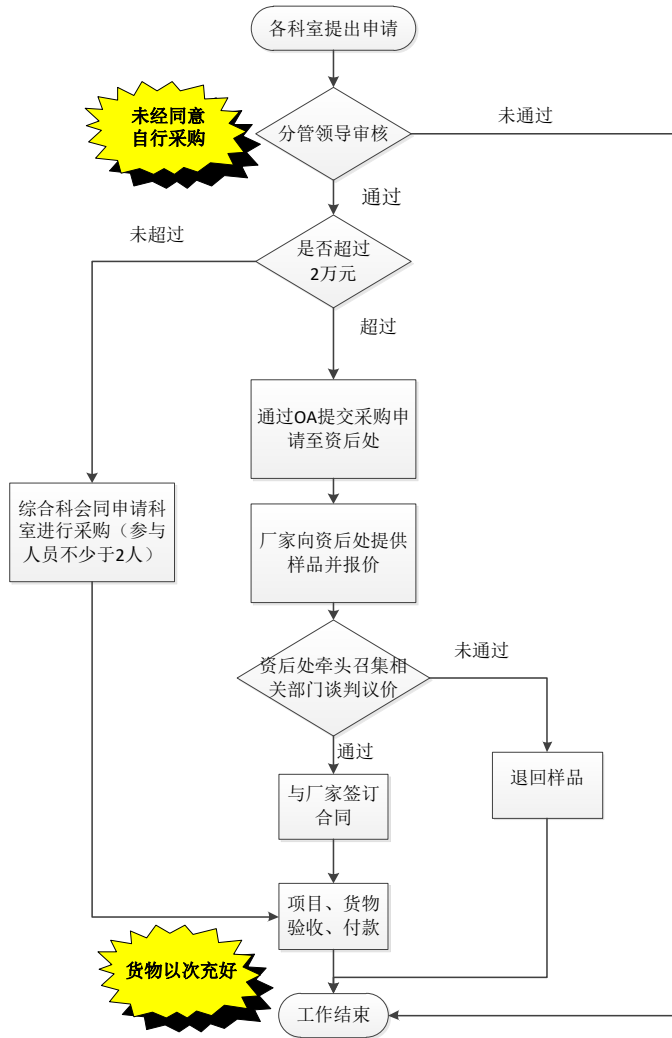 各科室提出申请
未经同意
自行采购
分管领导审核
未通过
通过
未超过
是否超过
2万元
超过
通过OA提交采购申
请至资后处
综合科会同申请科
室进行采购（参与
人员不少于2人）
厂家向资后处提供
样品并报价
资后处牵头召集相
关部门谈判议价
未通过
通过
退回样品
与厂家签订
合同
项目、货物
验收、付款
货物以次充好
工作结束